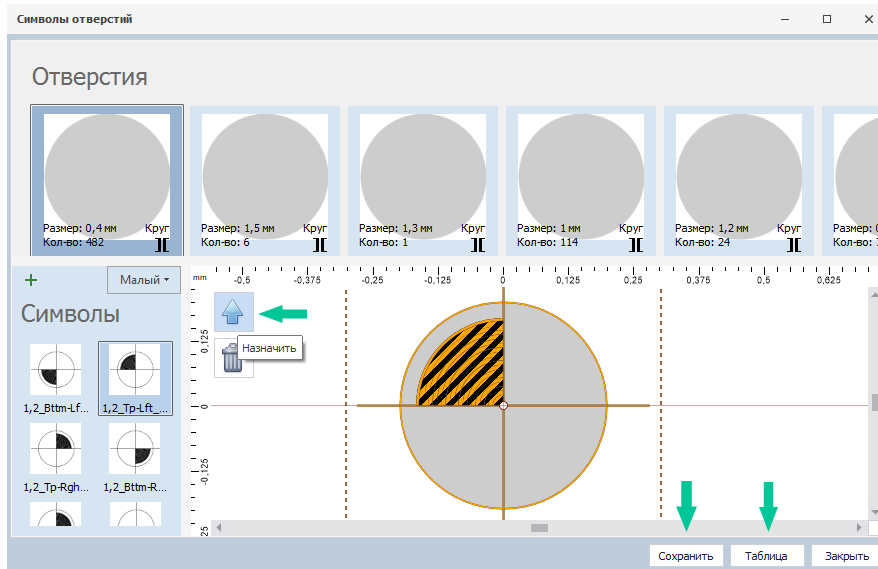 Символы отверстий
Отверстия
Размер: 0,4 мм Круг
Кол-во: 482
Размер: 1,5 мм Круг
Кол-во: 6
Размер: 1,3 мм Круг
Кол-во: 1
Размер: 1 мм Круг
Кол-во: 114
Размер: 1,2 мм Круг
Кол-во: 24
Размер:
Кол-во:
+ Малый
Символы
1,2_Bttm-Lf...
1,2_Tp-Lft_...
1,2_Tp-Rgh...
1,2_Bttm-R...
mm -0,5 -0,375 -0,25 -0,125 0 0,125 0,25 0,375 0,5 0,625
0,125
0
-0,125
25
Назначить
Сохранить
Таблица
Закрыть